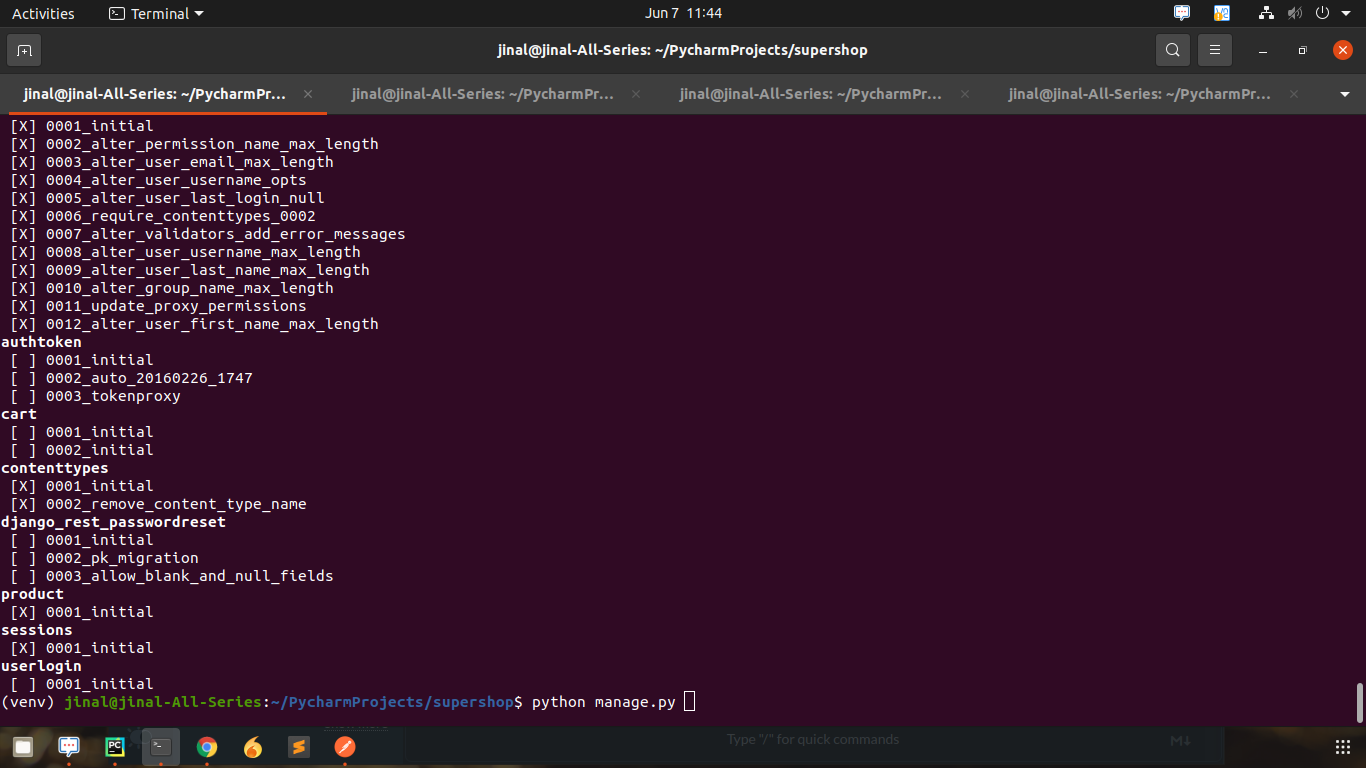 Activities
Terminal
Jun 7 11:44
jinal@jinal-All-Series: ~/PycharmProjects/supershop
jinal@jinal-All-Series: ~/PycharmPr...
jinal@jinal-All-Series: ~/PycharmPr...
jinal@jinal-All-Series: ~/PycharmPr...
jinal@jinal-All-Series: ~/PycharmPr...
[X] 0001_initial
[X] 0002_alter_permission_name_max_length
[X] 0003_alter_user_email_max_length
[X] 0004_alter_user_username_opts
[X] 0005_alter_user_last_login_null
[X] 0006_require_contenttypes_0002
[X] 0007_alter_validators_add_error_messages
[X] 0008_alter_user_username_max_length
[X] 0009_alter_user_last_name_max_length
[X] 0010_alter_group_name_max_length
[X] 0011_update_proxy_permissions
[X] 0012_alter_user_first_name_max_length
authtoken
[ ] 0001_initial
[ ] 0002_auto_20160226_1747
[ ] 0003_tokenproxy
cart
[ ] 0001_initial
[ ] 0002_initial
contenttypes
[X] 0001_initial
[X] 0002_remove_content_type_name
django_rest_passwordreset
[ ] 0001_initial
[ ] 0002_pk_migration
[ ] 0003_allow_blank_and_null_fields
product
[X] 0001_initial
sessions
[X] 0001_initial
userlogin
[ ] 0001_initial
(venv) jinal@jinal-All-Series:~/PycharmProjects/supershop$ python manage.py
Type "/" for quick commands
M↓
PC